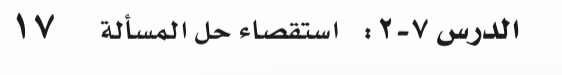 الدرس ٧-٢ : استقصاء حل المسألة ١٧